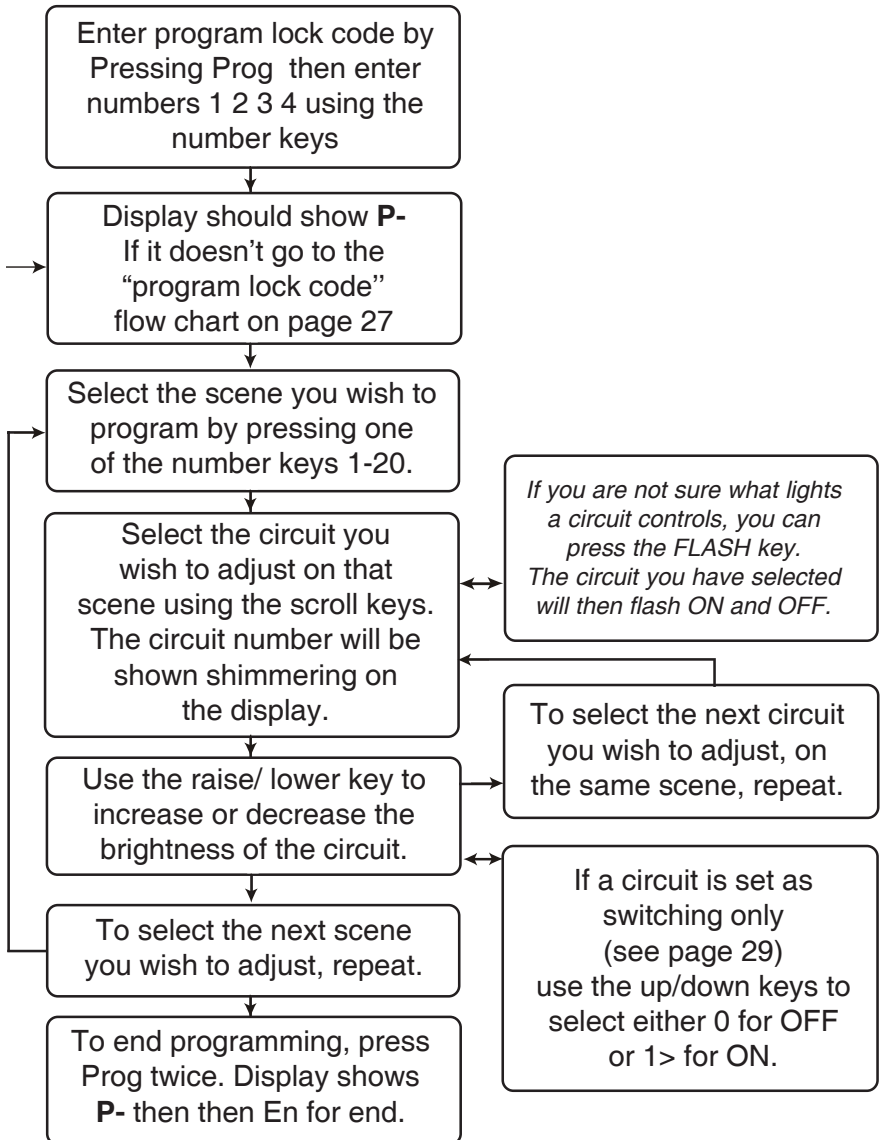 Enter program lock code by
Pressing Prog then enter
numbers 1 2 3 4 using the
number keys
Display should show P-
If it doesn't go to the
“program lock code’’
flow chart on page 27
Select the scene you wish to
program by pressing one
of the number keys 1-20.
If you are not sure what lights
a circuit controls, you can
press the FLASH key.
The circuit you have selected
will then flash ON and OFF.
Select the circuit you
wish to adjust on that
scene using the scroll keys.
The circuit number will be
shown shimmering on
the display.
To select the next circuit
you wish to adjust, on
the same scene, repeat.
Use the raise/ lower key to
increase or decrease the
brightness of the circuit.
If a circuit is set as
switching only
(see page 29)
use the up/down keys to
select either 0 for OFF
or 1> for ON.
To select the next scene
you wish to adjust, repeat.
To end programming, press
Prog twice. Display shows
P- then then En for end.